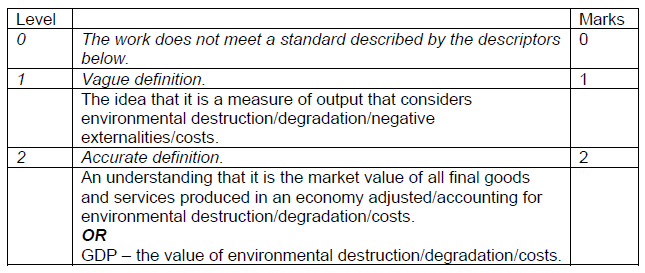 Level Marks
0 The work does not meet a standard described by the descriptors 0
below.
1 Vague definition. 1
The idea that it is a measure of output that considers
environmental destruction/degradation/negative
externalities/costs.
2 Accurate definition. 2
An understanding that it is the market value of all final goods
and services produced in an economy adjusted/accounting for
environmental destruction/degradation/costs.
OR
GDP – the value of environmental destruction/degradation/costs.